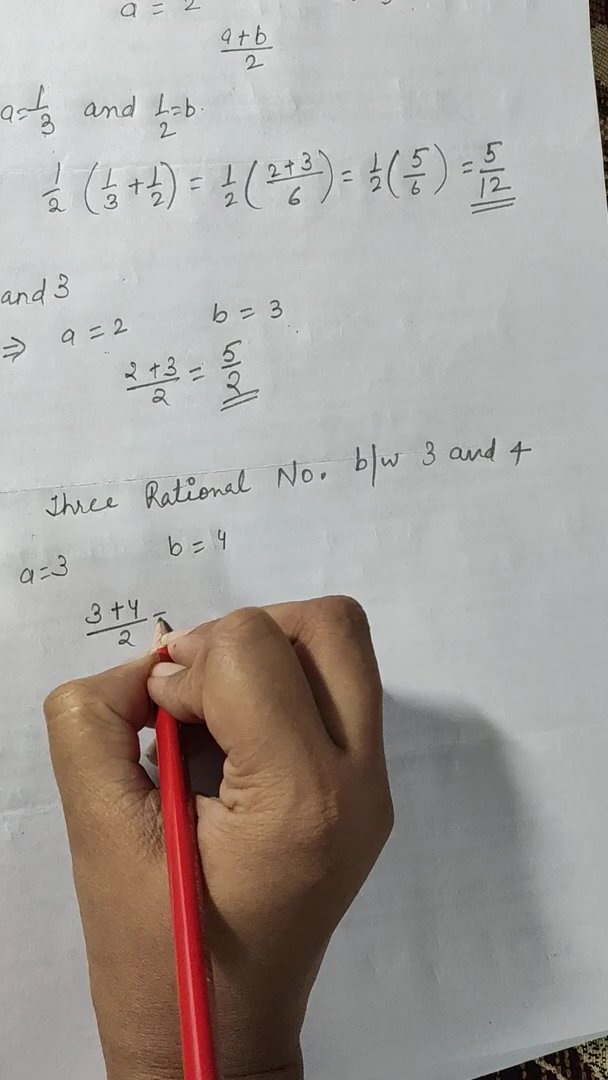 a = 2
a+b/2
a=1/3 and 1/2=b.
1/2 (1/3 + 1/2) = 1/2 (2+3/6) = 1/2 (5/6) = 5/12
and 3
⇒ a = 2 b = 3
2+3/2 = 5/2
Three Rational No. b/w 3 and 4
a=3 b = 4
3+4/2 =